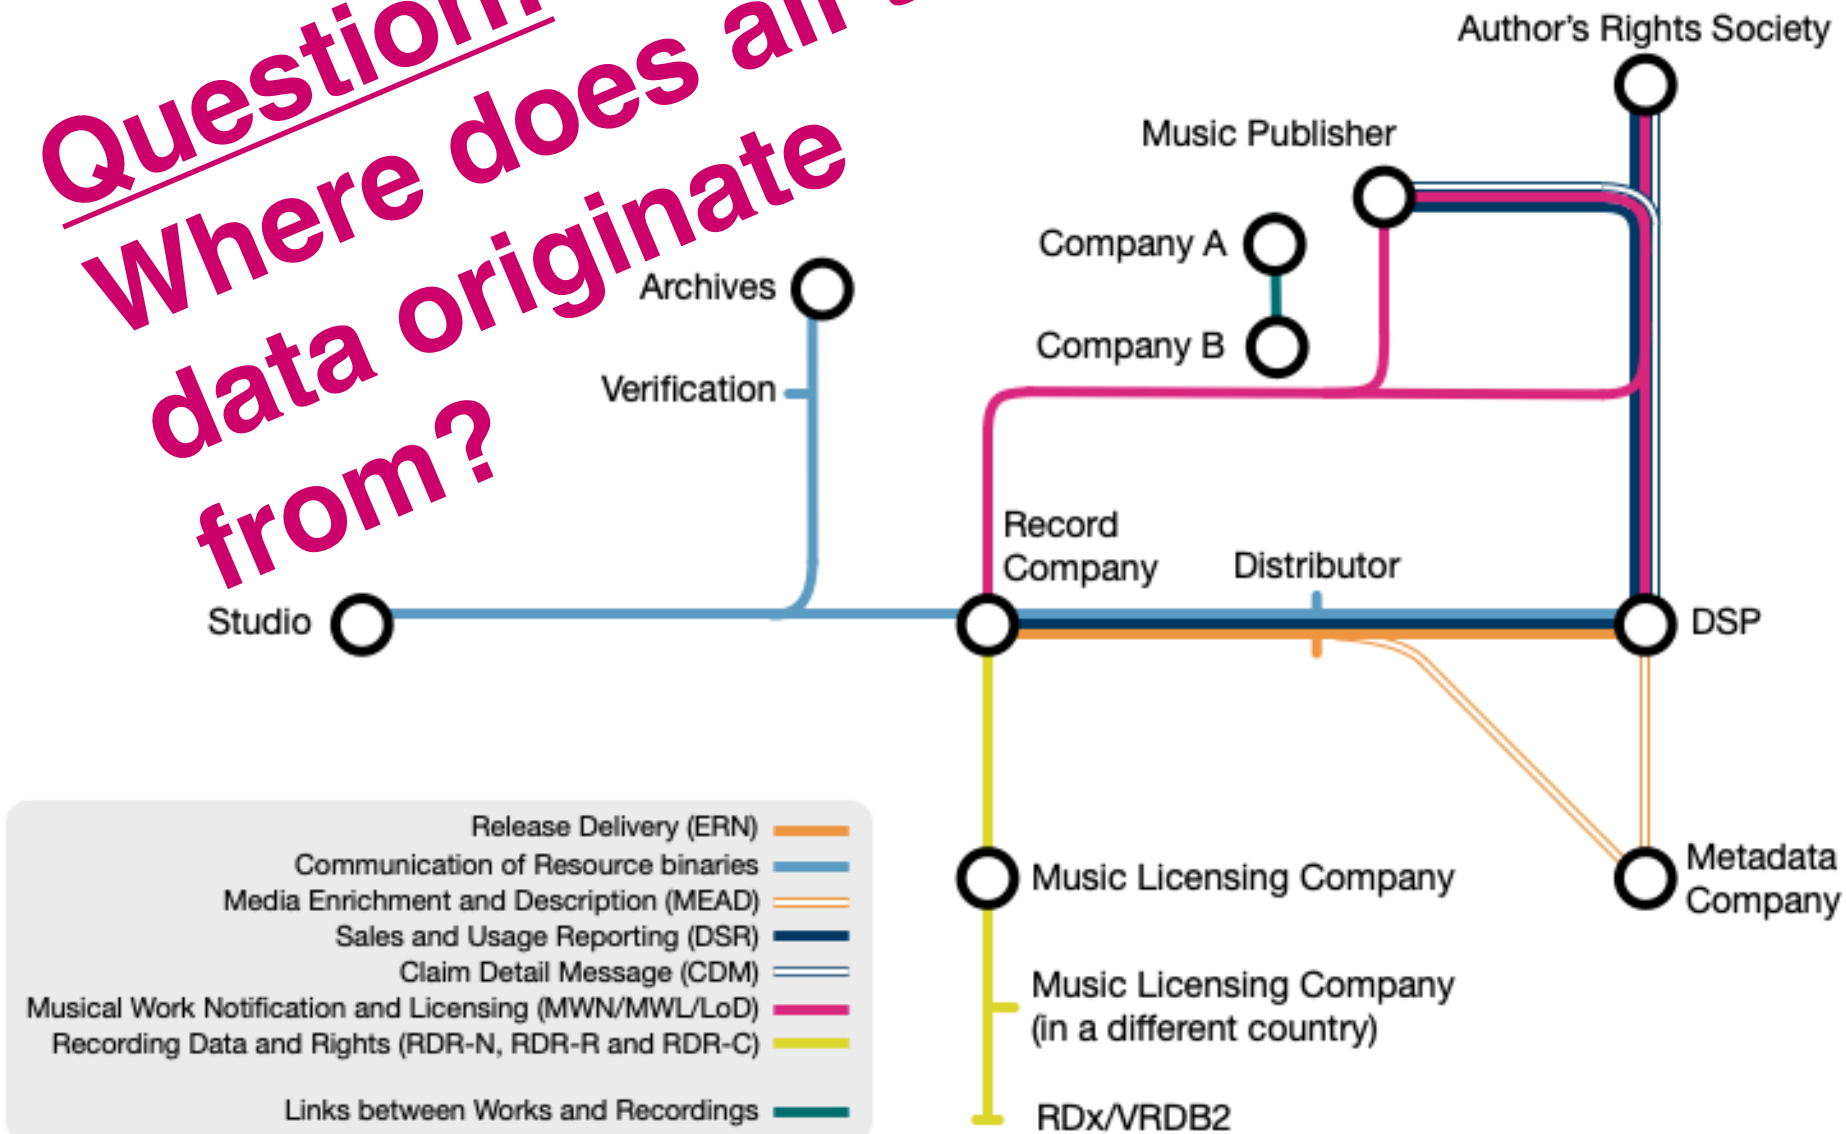 Question
Where does all
data originate
from?
Author's Rights Society
Music Publisher
Company A
Company B
Archives
Verification
Record
Company
Distributor
Studio
DSP
Music Licensing Company
Metadata
Company
Music Licensing Company
(in a different country)
RDx/VRDB2
Release Delivery (ERN)
Communication of Resource binaries
Media Enrichment and Description (MEAD)
Sales and Usage Reporting (DSR)
Claim Detail Message (CDM)
Musical Work Notification and Licensing (MWN/MWL/LoD)
Recording Data and Rights (RDR-N, RDR-R and RDR-C)
Links between Works and Recordings